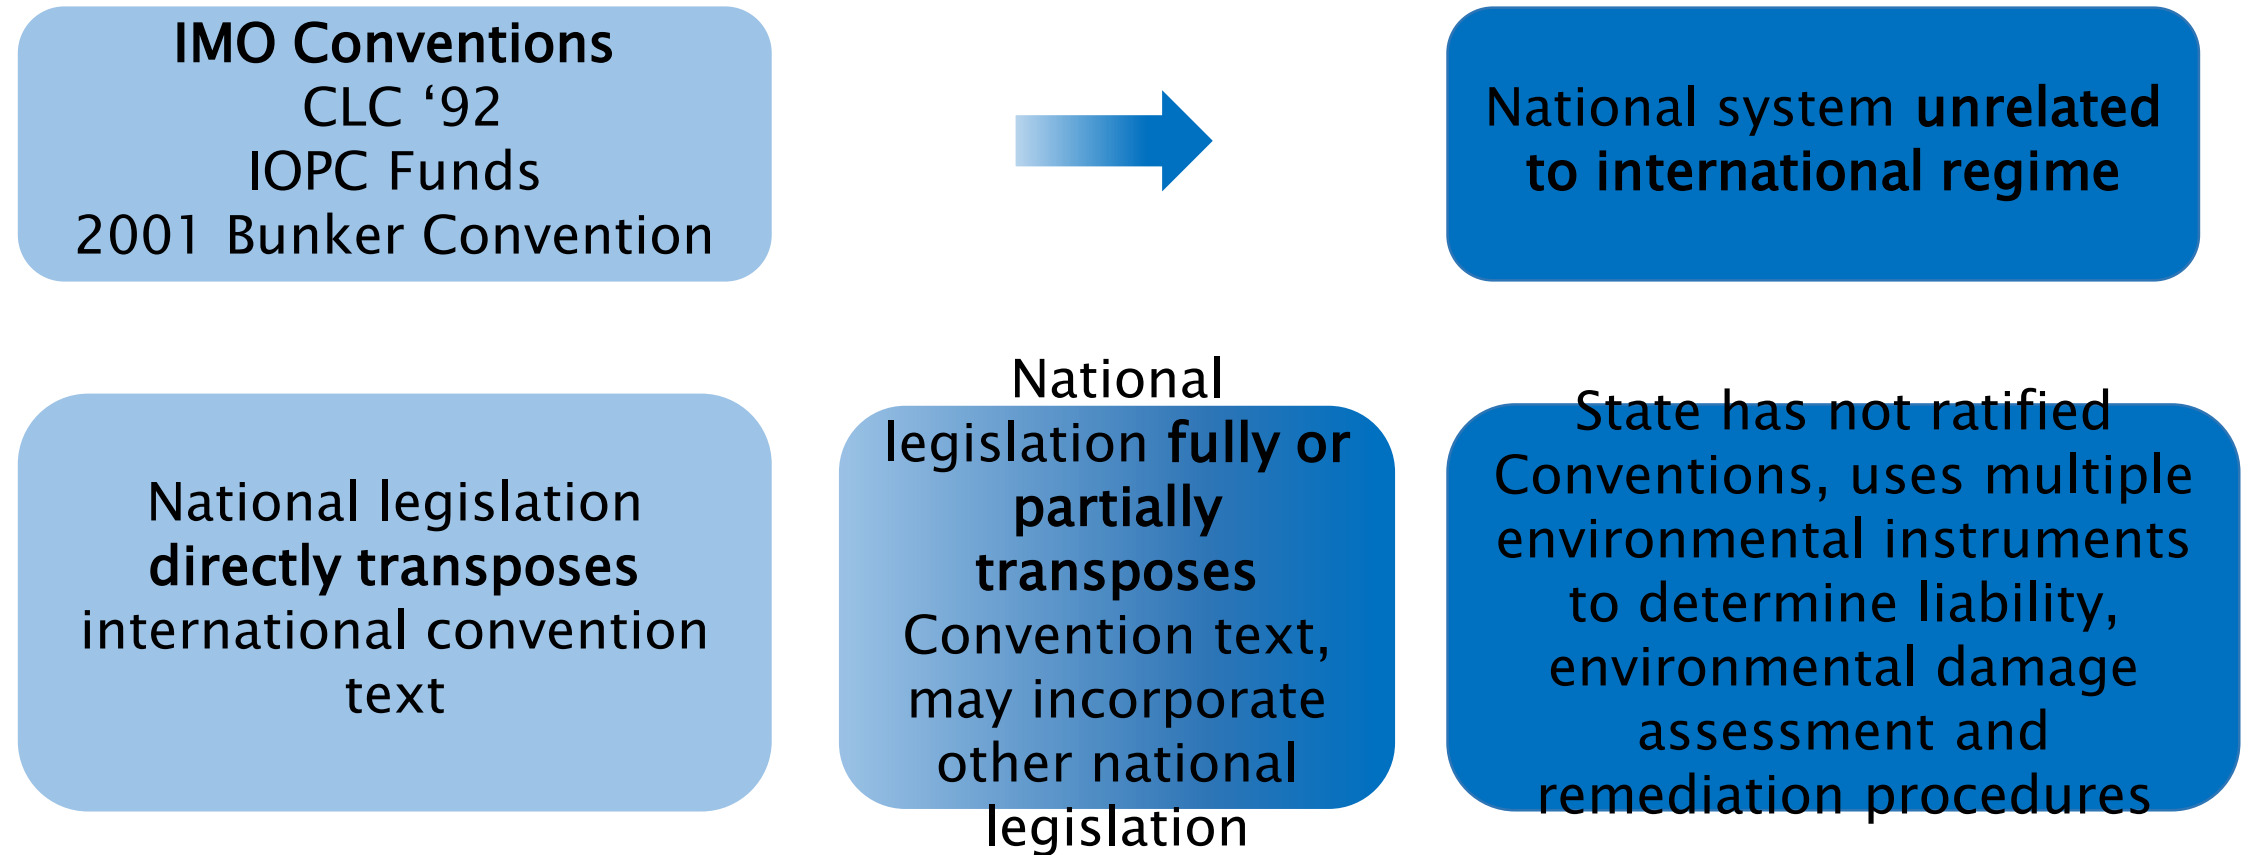 IMO Conventions
CLC ‘92
IOPC Funds
2001 Bunker Convention
National system unrelated
to international regime
National legislation
directly transposes
international convention
text
National
legislation fully or
partially
transposes
Convention text,
may incorporate
other national
legislation
State has not ratified
Conventions, uses multiple
environmental instruments
to determine liability,
environmental damage
assessment and
remediation procedures